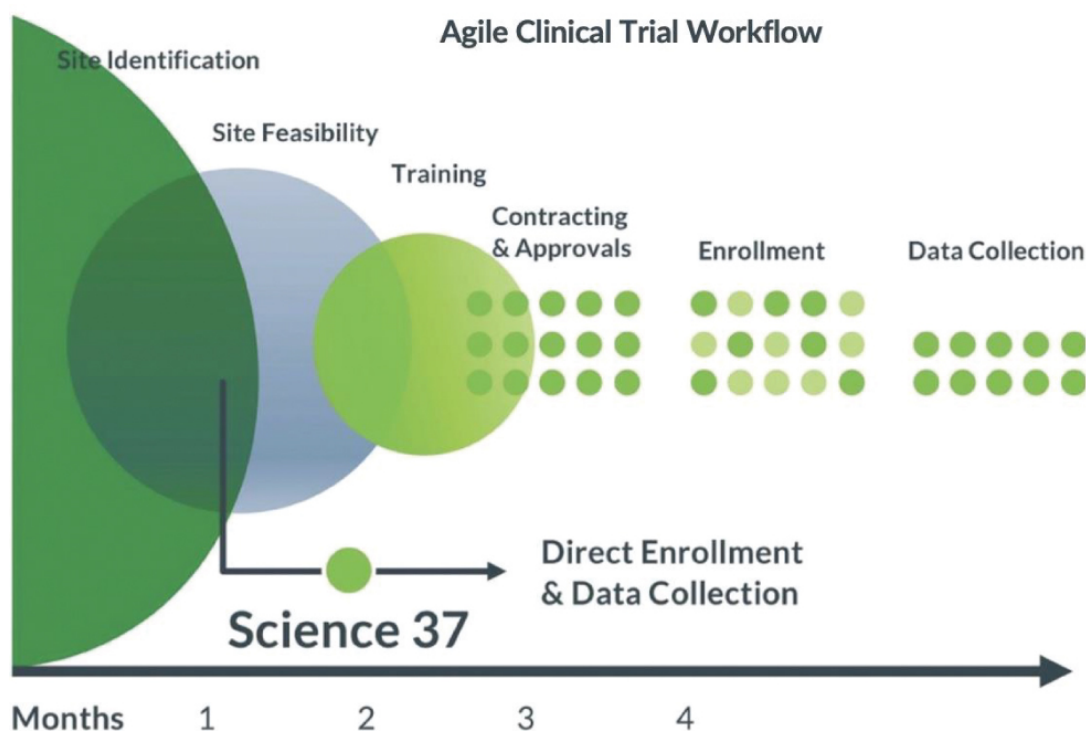 Agile Clinical Trial Workflow
Site Identification
Site Feasibility
Training
Contracting
& Approvals
Enrollment
Data Collection
Direct Enrollment
& Data Collection
Science 37
Months 1 2 3 4